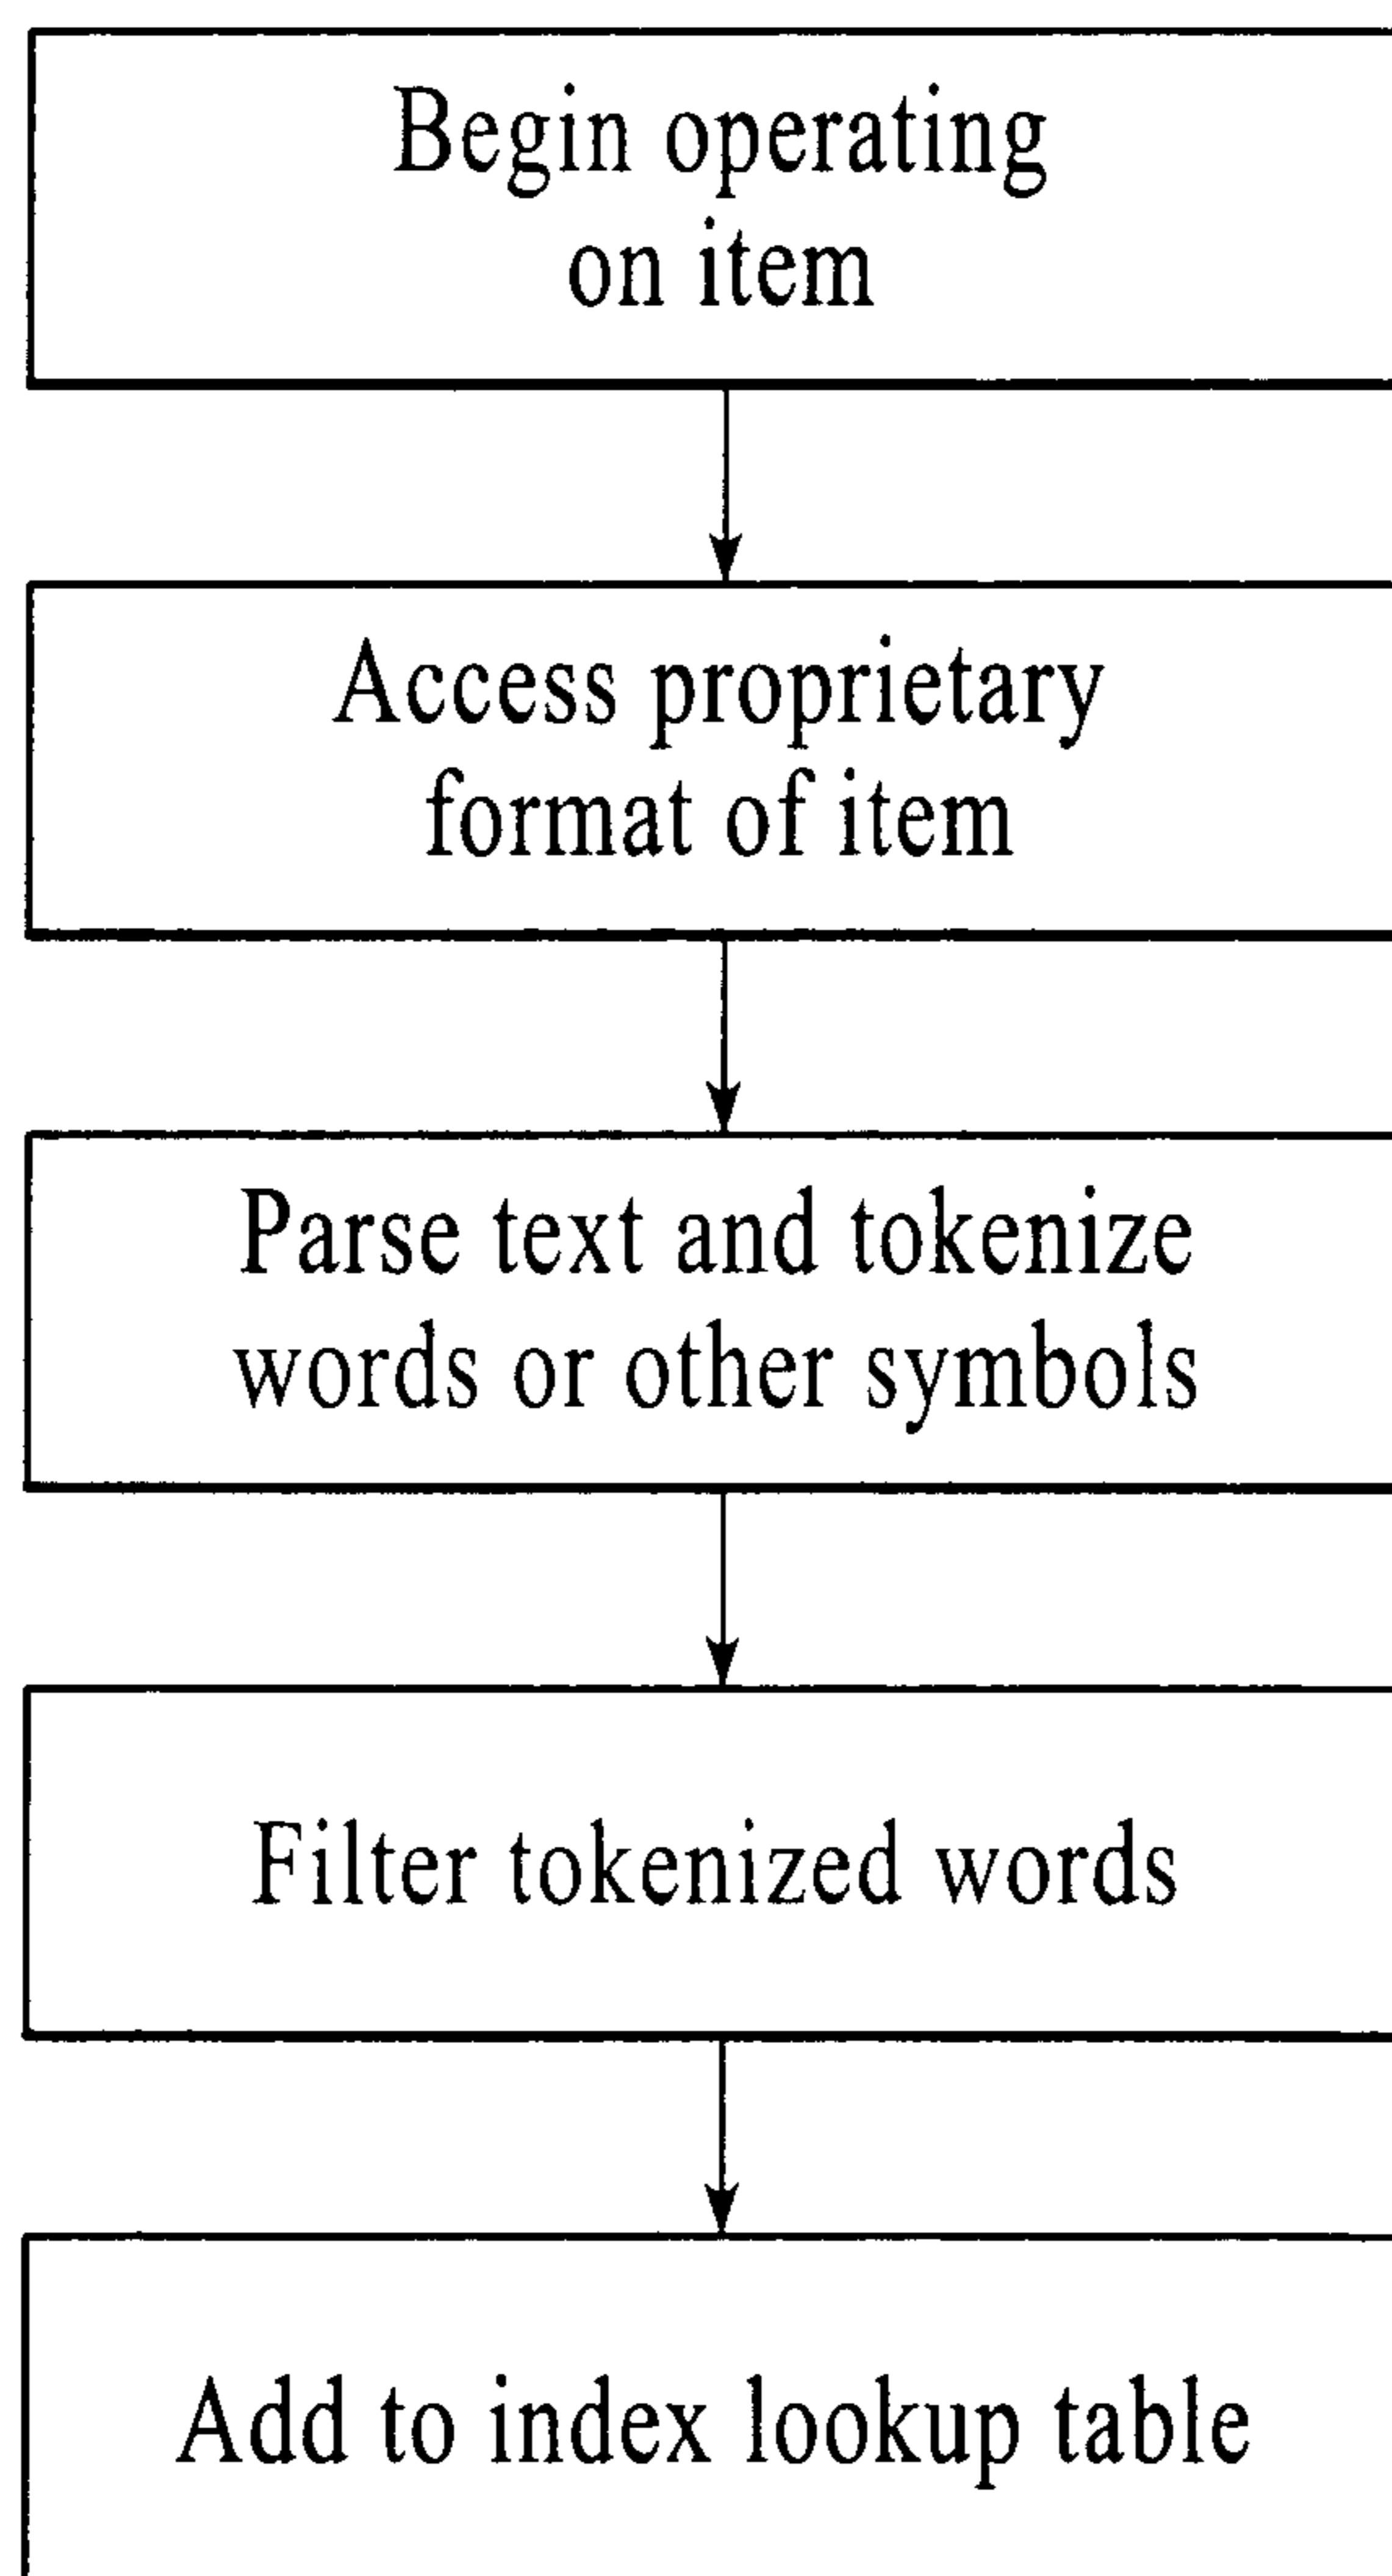 Begin operating
on item
Access proprietary
format of item
Parse text and tokenize
words or other symbols
Filter tokenized words
Add to index lookup table